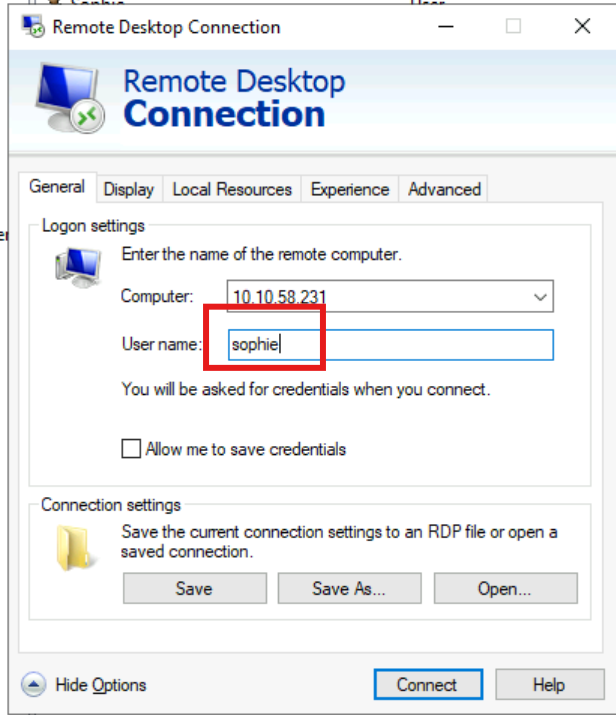 Remote Desktop Connection
Remote Desktop
Connection
General Display Local Resources Experience Advanced
Logon settings
Enter the name of the remote computer.
Computer: 10.10.58.231
User name: sophie
You will be asked for credentials when you connect.
Allow me to save credentials
Connection settings
Save the current connection settings to an RDP file or open a
saved connection.
Save Save As... Open...
Hide Options Connect Help